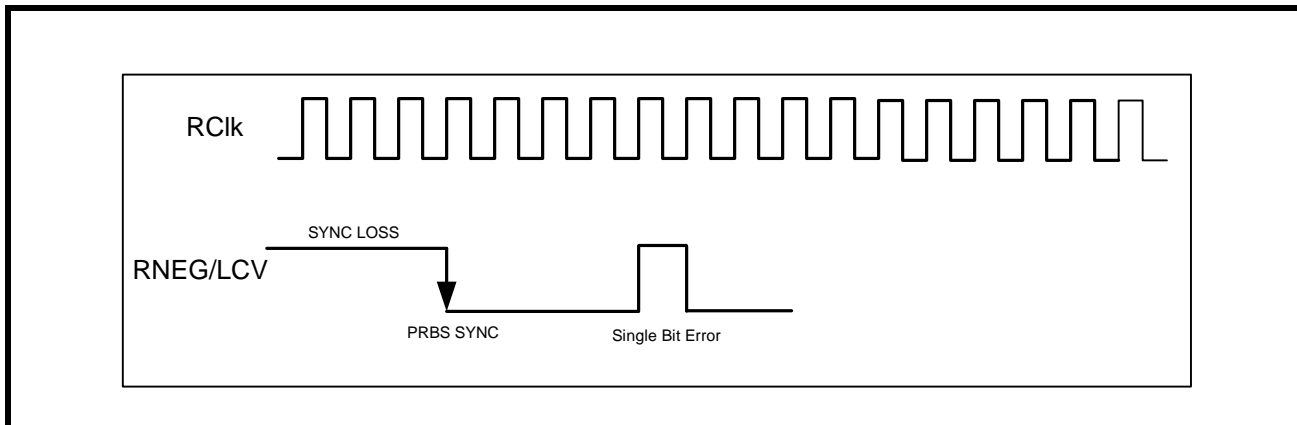 RClk
SYNC LOSS
RNEG/LCV
PRBS SYNC
Single Bit Error